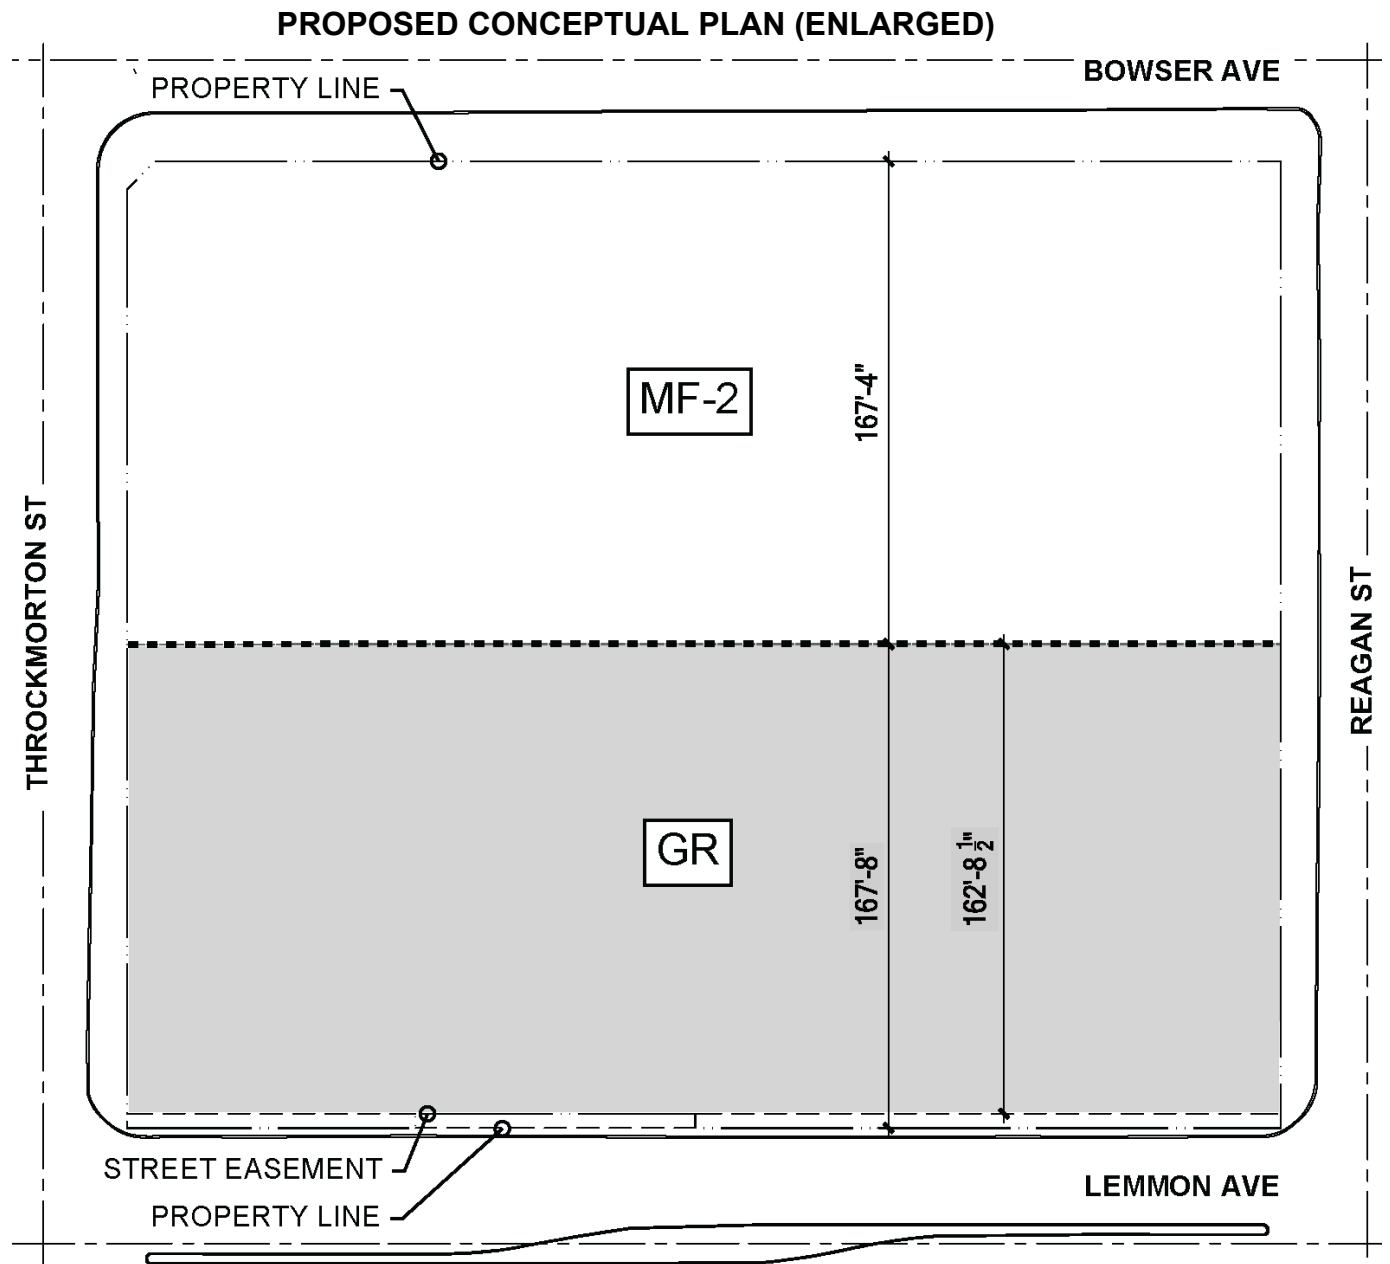 PROPOSED CONCEPTUAL PLAN (ENLARGED)
BOWSER AVE
PROPERTY LINE
MF-2
167'-4"
THROCKMORTON ST
REAGAN ST
GR
167'-8"
162'-8 1/2"
STREET EASEMENT
LEMMON AVE
PROPERTY LINE